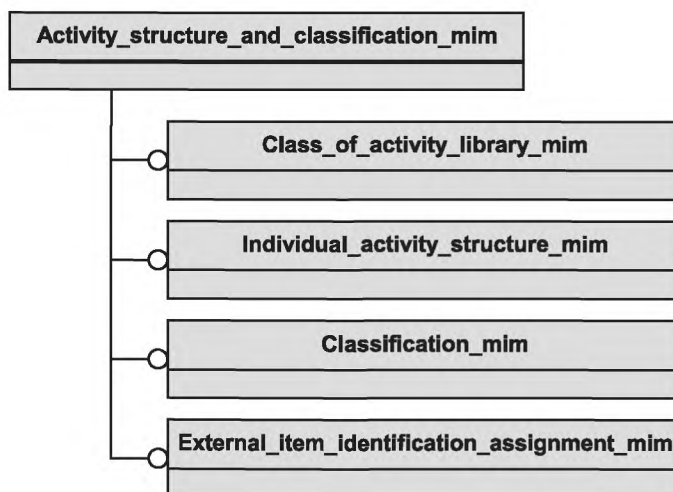 Activity_structure_and_classification_mim
Class_of_activity_library_mim
Individual_activity_structure_mim
Classification_mim
External_item_identification_assignment_mim